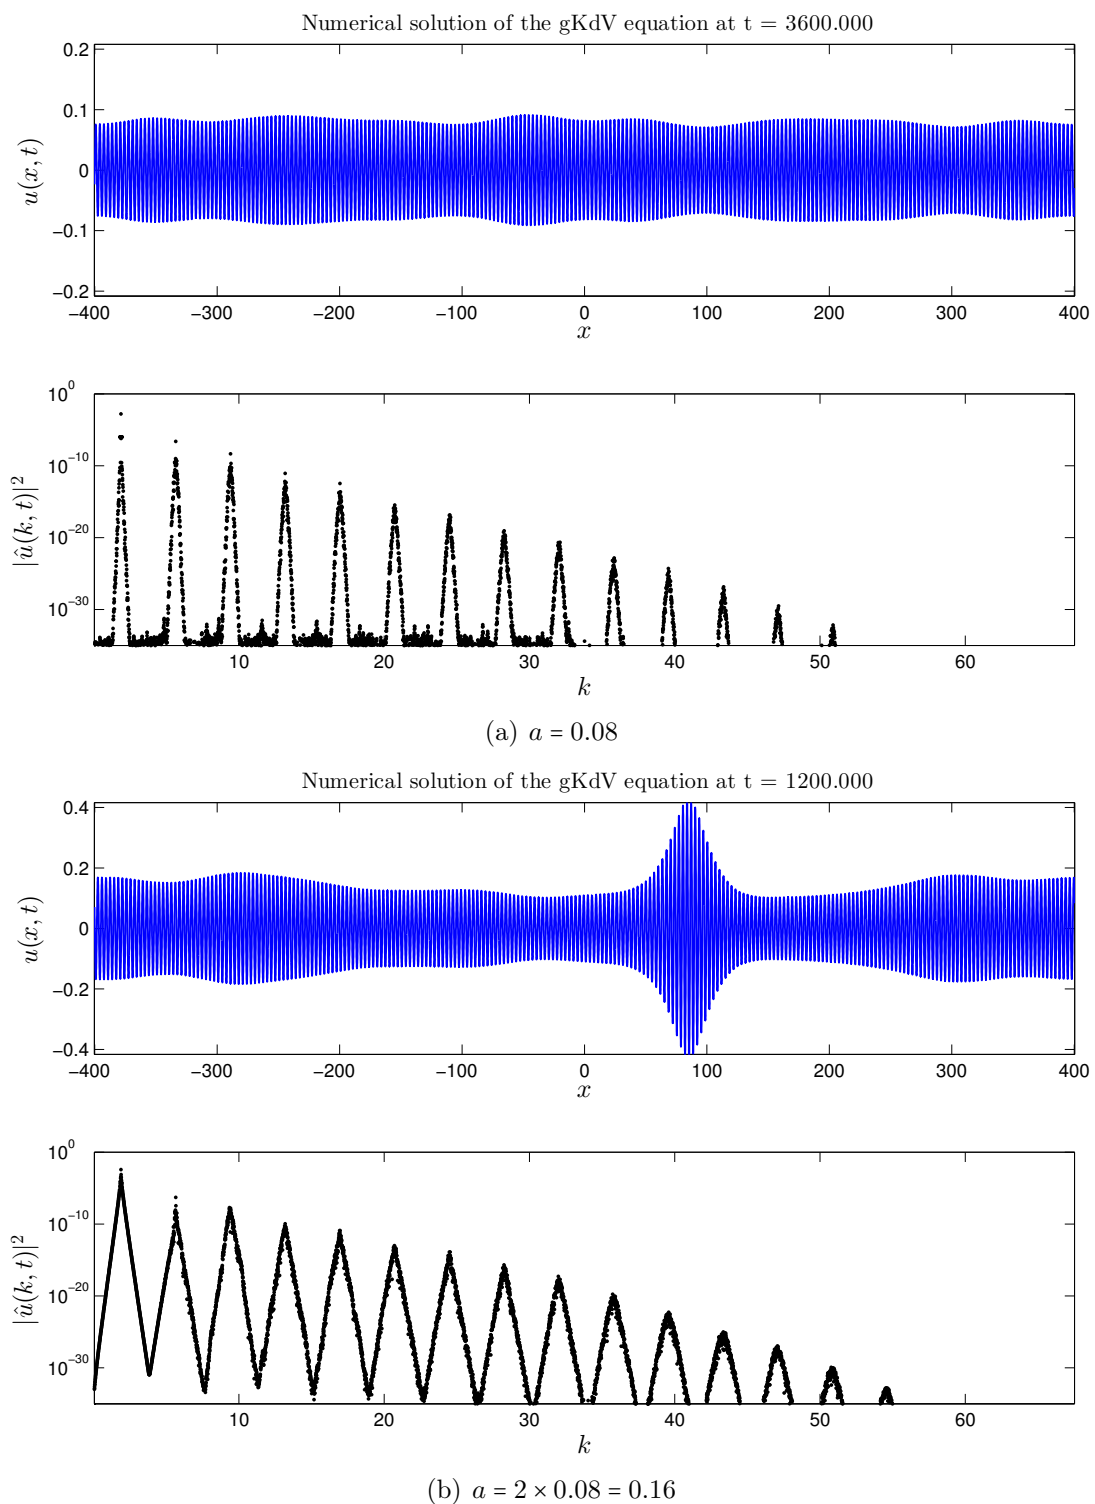 Numerical solution of the gKdV equation at t = 3600.000
0.2
0.1
0
−0.1
−0.2
u(x, t)
−400 −300 −200 −100 0 100 200 300 400
x
10^0
10^−10
10^−20
10^−30
|û(k, t)|^2
10 20 30 40 50 60
k
(a) a = 0.08
Numerical solution of the gKdV equation at t = 1200.000
0.4
0.2
0
−0.2
−0.4
u(x, t)
−400 −300 −200 −100 0 100 200 300 400
x
10^0
10^−10
10^−20
10^−30
|û(k, t)|^2
10 20 30 40 50 60
k
(b) a = 2 × 0.08 = 0.16